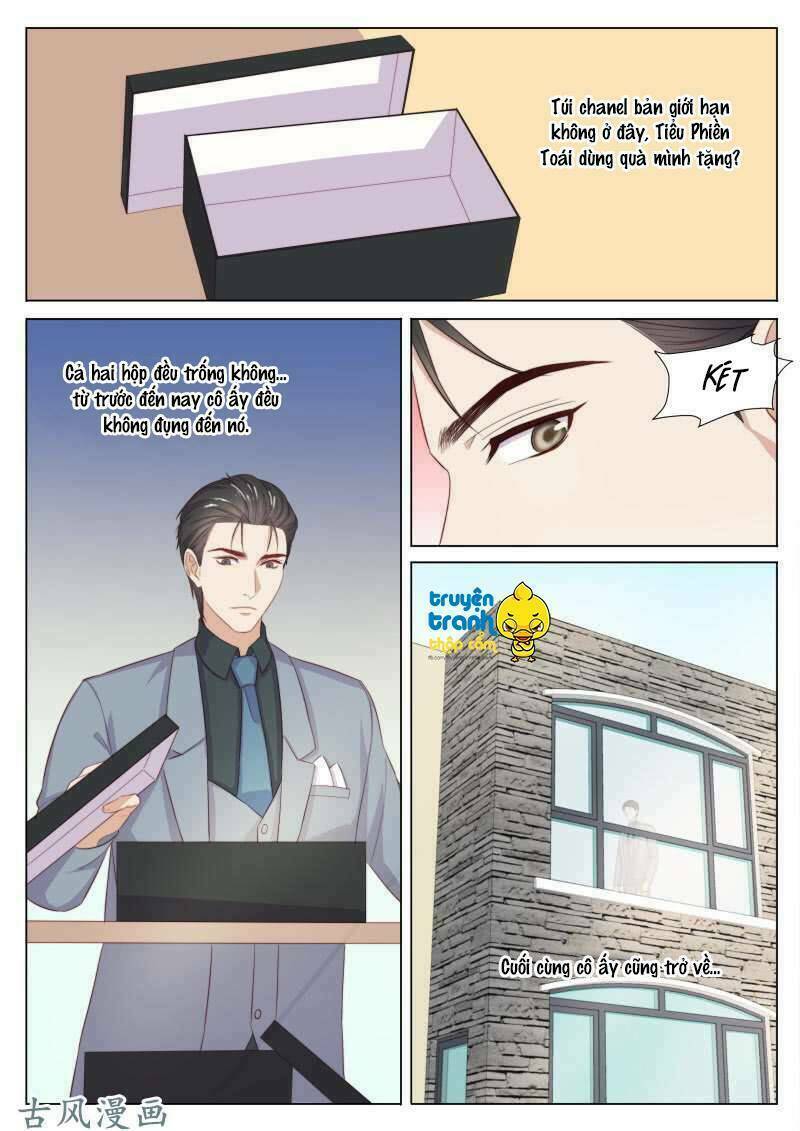 Túi chanel bản giới hạn
không ở đây, Tiểu Phiền
Toái dùng quà mình tặng?
Cả hai hộp đều trống không...
từ trước đến nay cô ấy đều
không đụng đến nó.
KÉT
truyện
tranh
thập cẩm
Cuối cùng cô ấy cũng trở về...
古风漫画